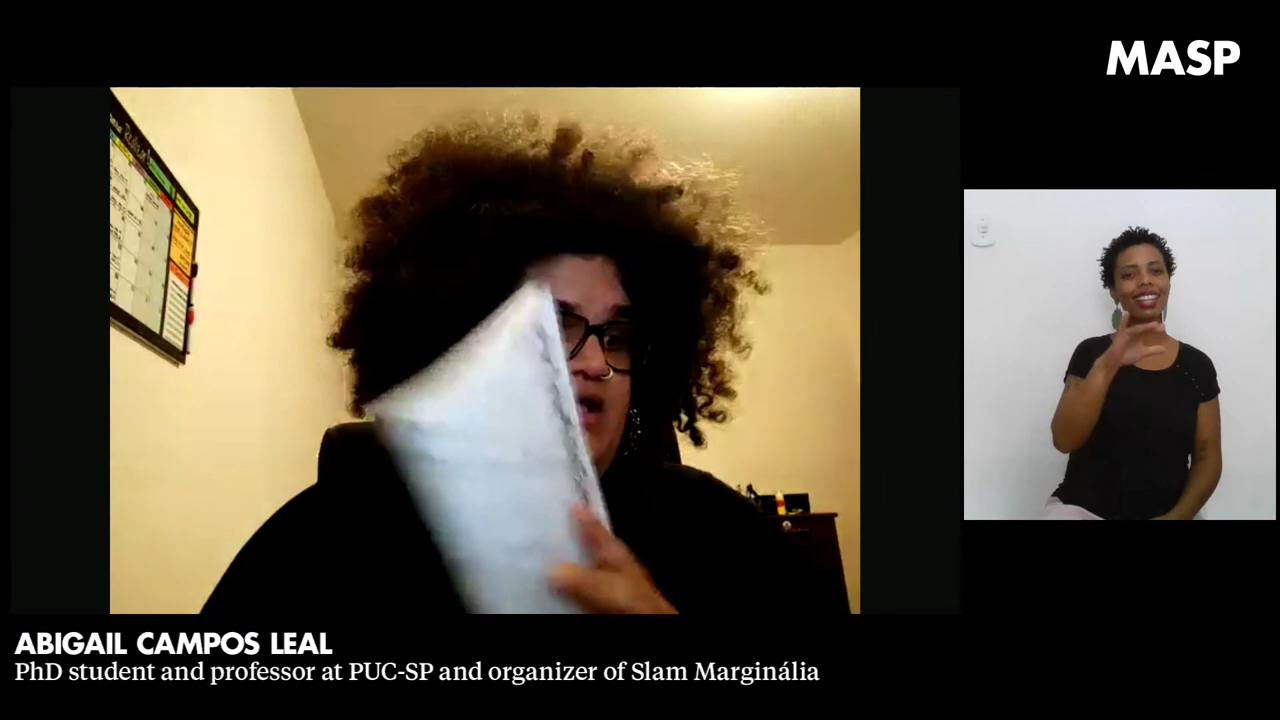 MASP
ABIGAIL CAMPOS LEAL
PhD student and professor at PUC-SP and organizer of Slam Marginália